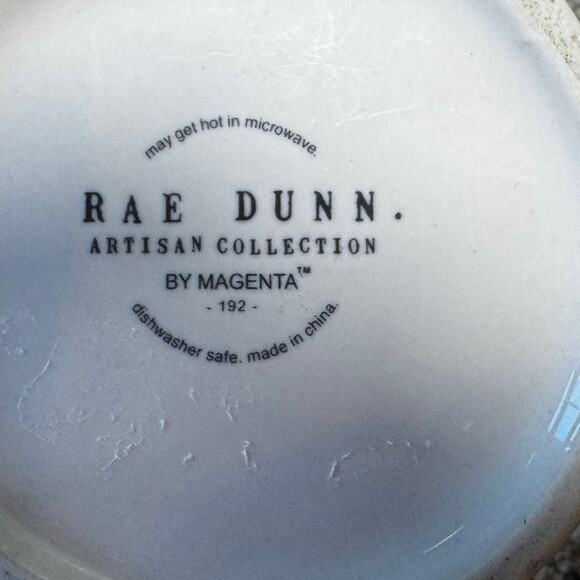 may get hot in microwave.
RAE DUNN.
ARTISAN COLLECTION
BY MAGENTA™
- 192 -
dishwasher safe. made in china.